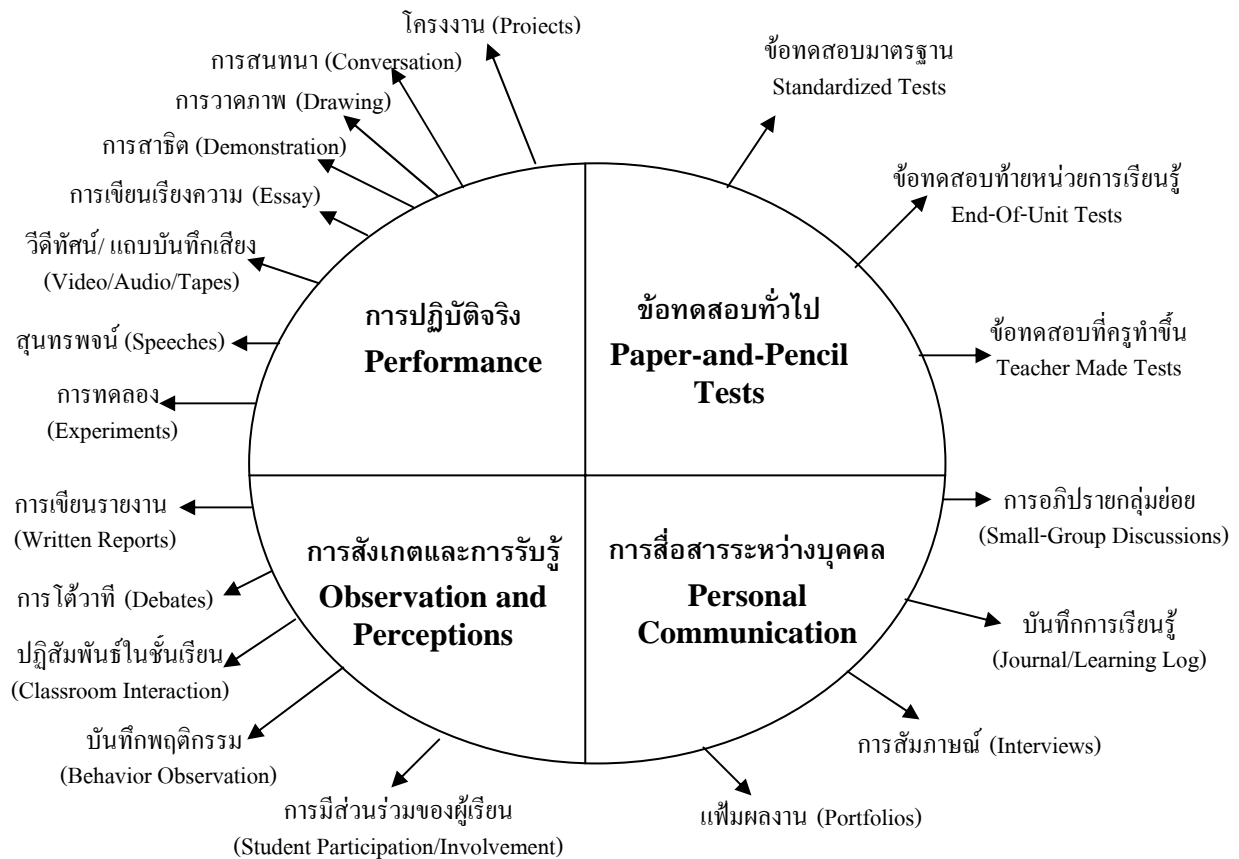 โครงงาน (Projects)
การสนทนา (Conversation)
การวาดภาพ (Drawing)
การสาธิต (Demonstration)
การเขียนเรียงความ (Essay)
วีดีทัศน์/ แถบบันทึกเสียง
(Video/Audio/Tapes)
สุนทรพจน์ (Speeches)
การทดลอง
(Experiments)
การปฏิบัติจริง
Performance
ข้อทดสอบมาตรฐาน
Standardized Tests
ข้อทดสอบท้ายหน่วยการเรียนรู้
End-Of-Unit Tests
ข้อทดสอบที่ครูทำขึ้น
Teacher Made Tests
ข้อทดสอบทั่วไป
Paper-and-Pencil
Tests
การเขียนรายงาน
(Written Reports)
การโต้วาที (Debates)
ปฏิสัมพันธ์ในชั้นเรียน
(Classroom Interaction)
บันทึกพฤติกรรม
(Behavior Observation)
การมีส่วนร่วมของผู้เรียน
(Student Participation/Involvement)
การสังเกตและการรับรู้
Observation and
Perceptions
การสื่อสารระหว่างบุคคล
Personal
Communication
การอภิปรายกลุ่มย่อย
(Small-Group Discussions)
บันทึกการเรียนรู้
(Journal/Learning Log)
การสัมภาษณ์ (Interviews)
แฟ้มผลงาน (Portfolios)